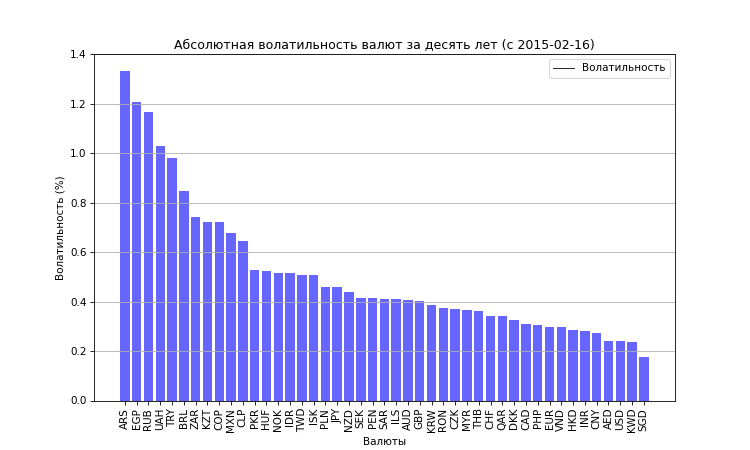 Абсолютная волатильность валют за десять лет (с 2015-02-16)
Волатильность
Волатильность (%)
1.4
1.2
1.0
0.8
0.6
0.4
0.2
0.0
ARS EGP RUB UAH TRY BRL ZAR KZT COP MXN CLP PKR HUF NOK IDR TWD ISK PLN JPY NZD SEK PEN SAR ILS AUD GBP KRW RON CZK MYR THB CHF QAR DKK CAD PHP EUR VND HKD INR CNY AED USD KWD SGD
Валюты